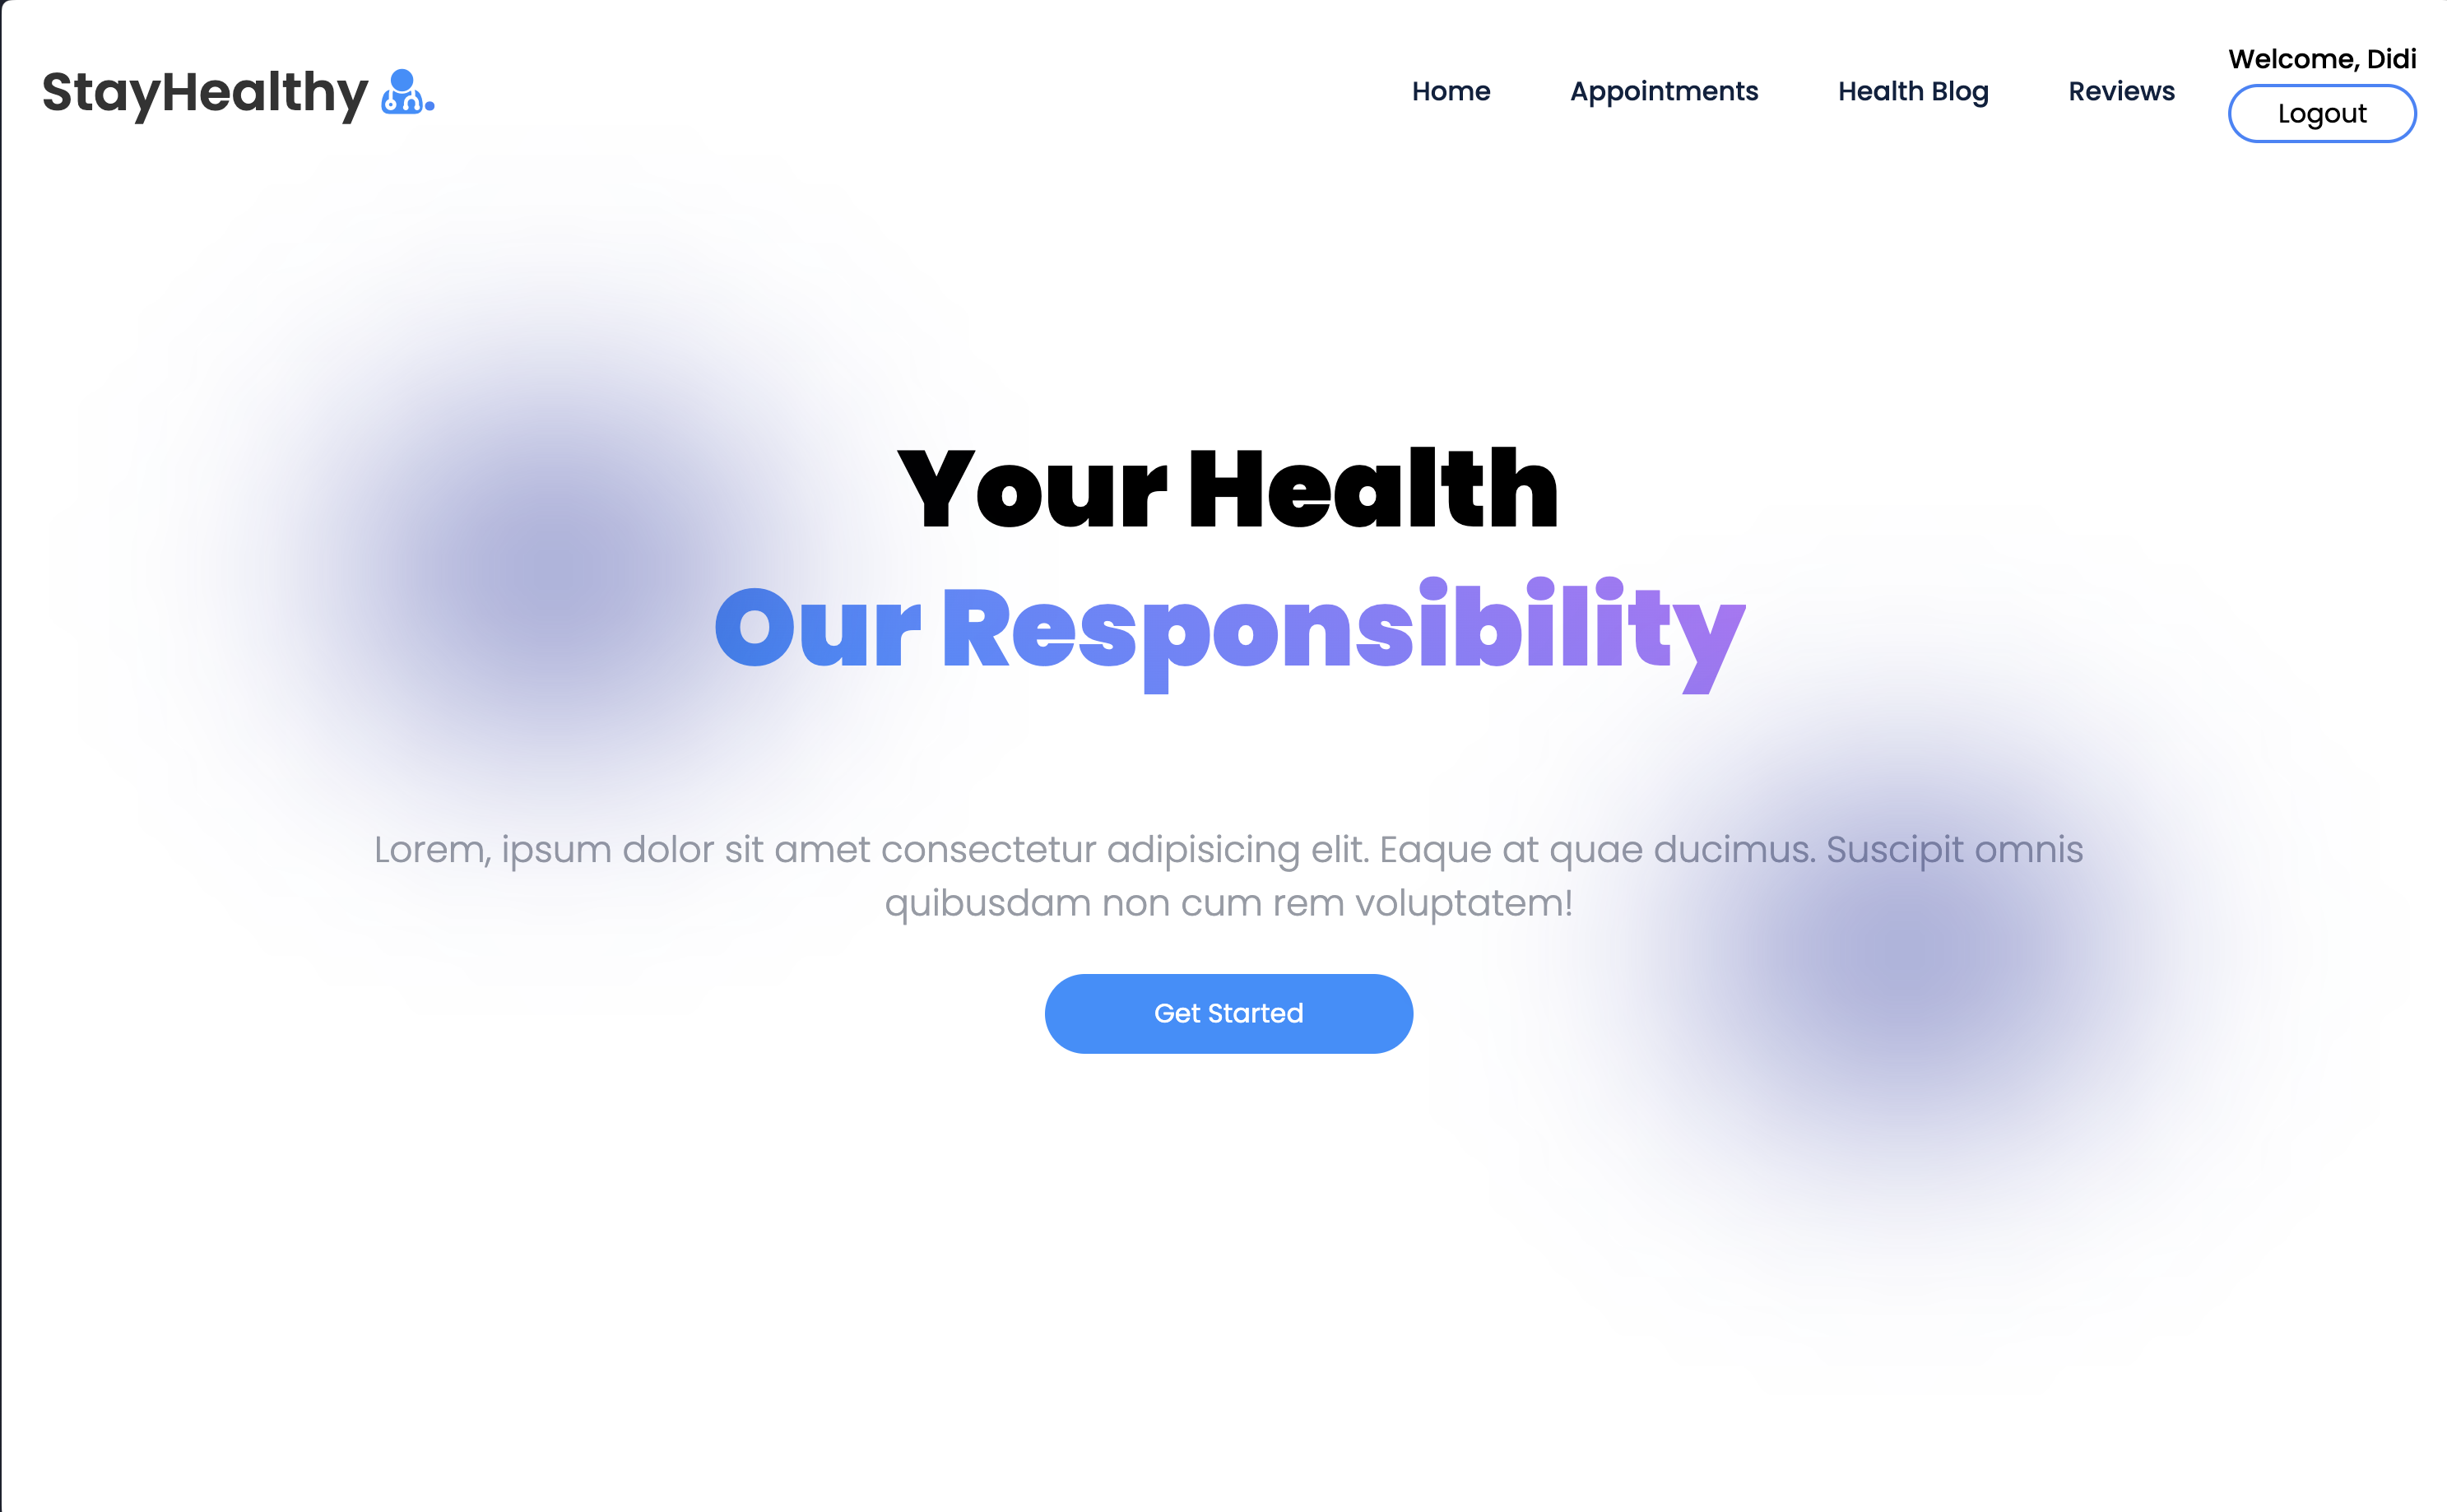 StayHealthy
Home Appointments Health Blog Reviews
Welcome, Didi
Logout
Your Health
Our Responsibility
Lorem, ipsum dolor sit amet consectetur adipisicing elit. Eaque at quae ducimus. Suscipit omnis
quibusdam non cum rem voluptatem!
Get Started